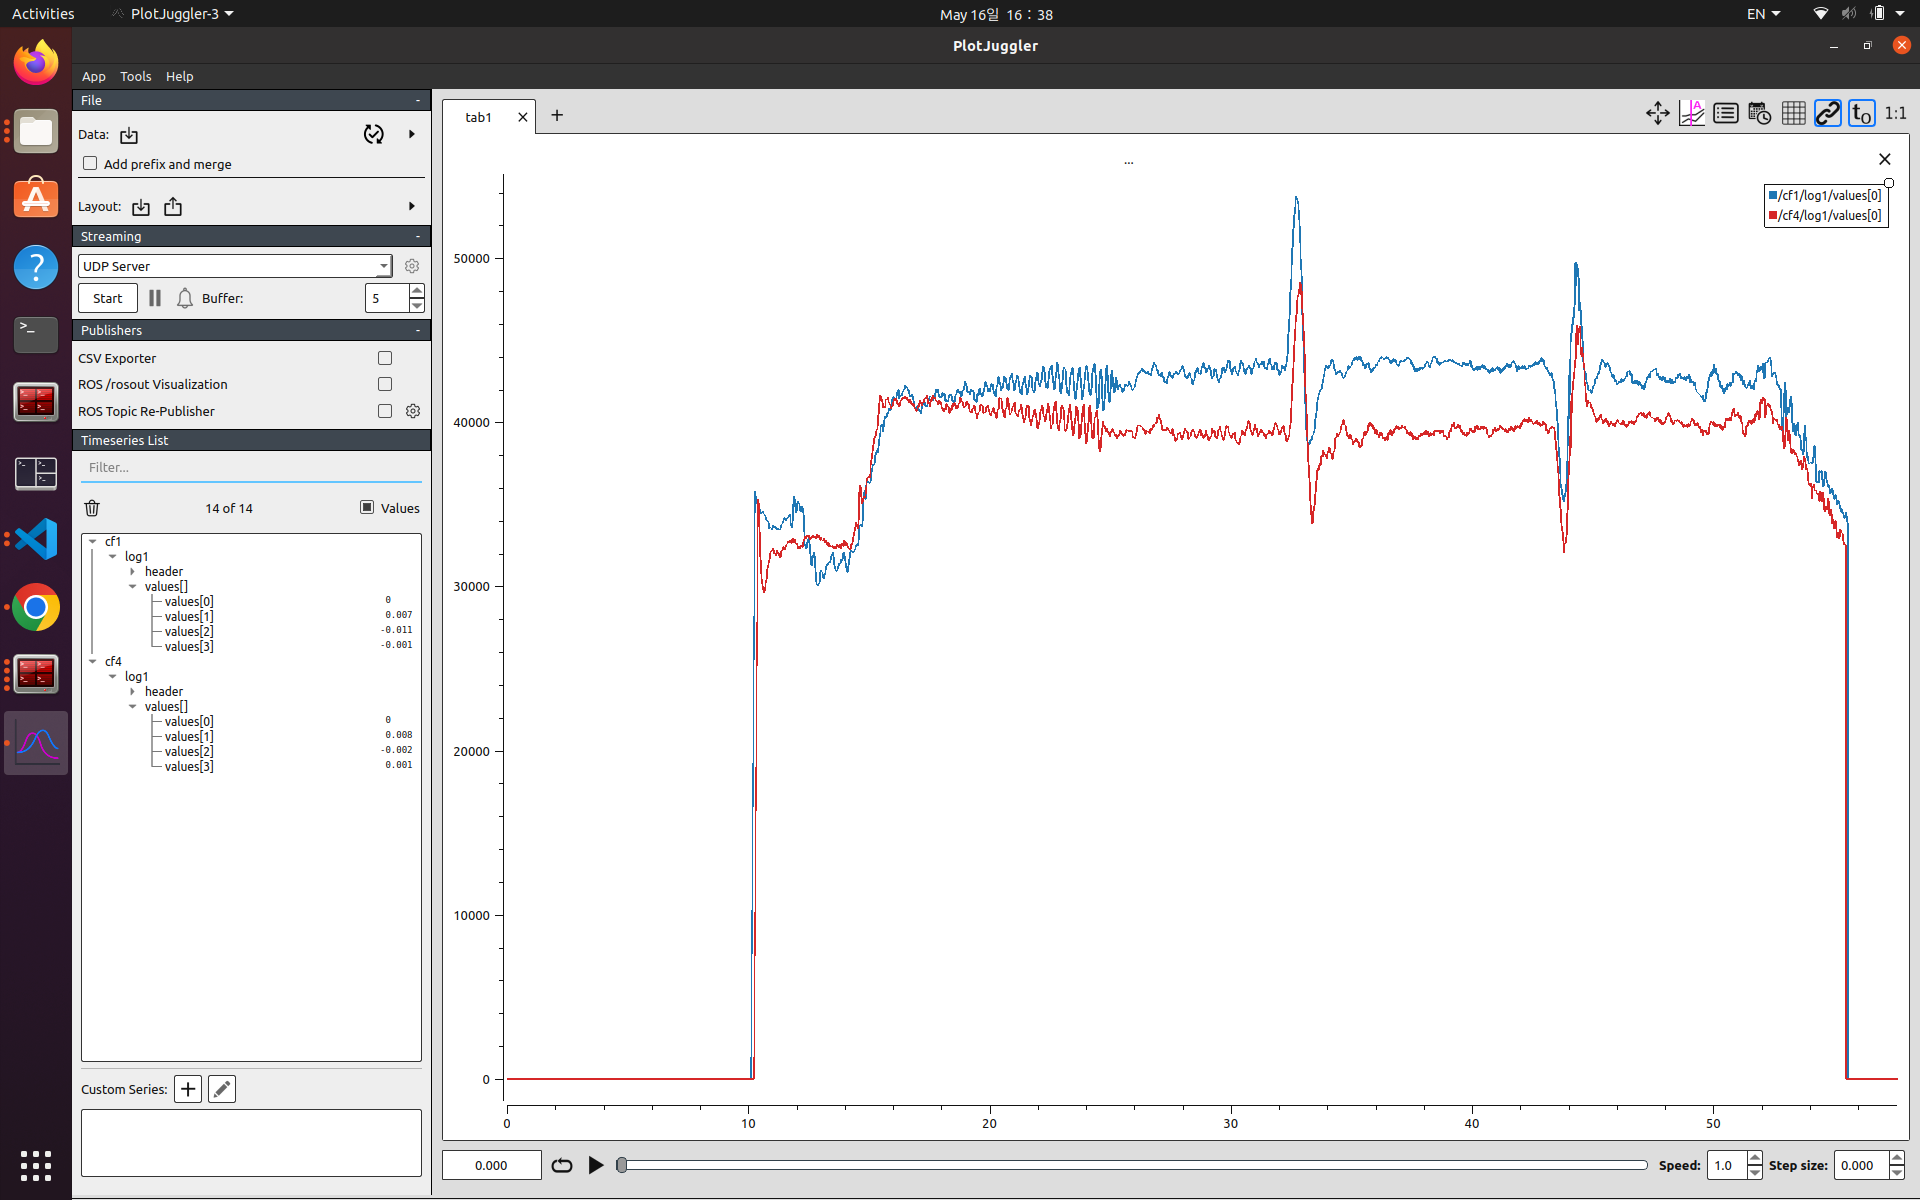 Activities
PlotJuggler-3
May 16일 16 : 38
EN
PlotJuggler
App Tools Help
File -
Data:
Add prefix and merge
Layout:
Streaming -
UDP Server
Start Buffer: 5
Publishers -
CSV Exporter
ROS /rosout Visualization
ROS Topic Re-Publisher
Timeseries List
Filter...
14 of 14 Values
cf1
log1
header
values[]
values[0] 0
values[1] 0.007
values[2] -0.011
values[3] -0.001
cf4
log1
header
values[]
values[0] 0
values[1] 0.008
values[2] -0.002
values[3] 0.001
Custom Series:
tab1
A
t0 1:1
...
/cf1/log1/values[0]
/cf4/log1/values[0]
50000
40000
30000
20000
10000
0
0 10 20 30 40 50
0.000
Speed: 1.0 Step size: 0.000